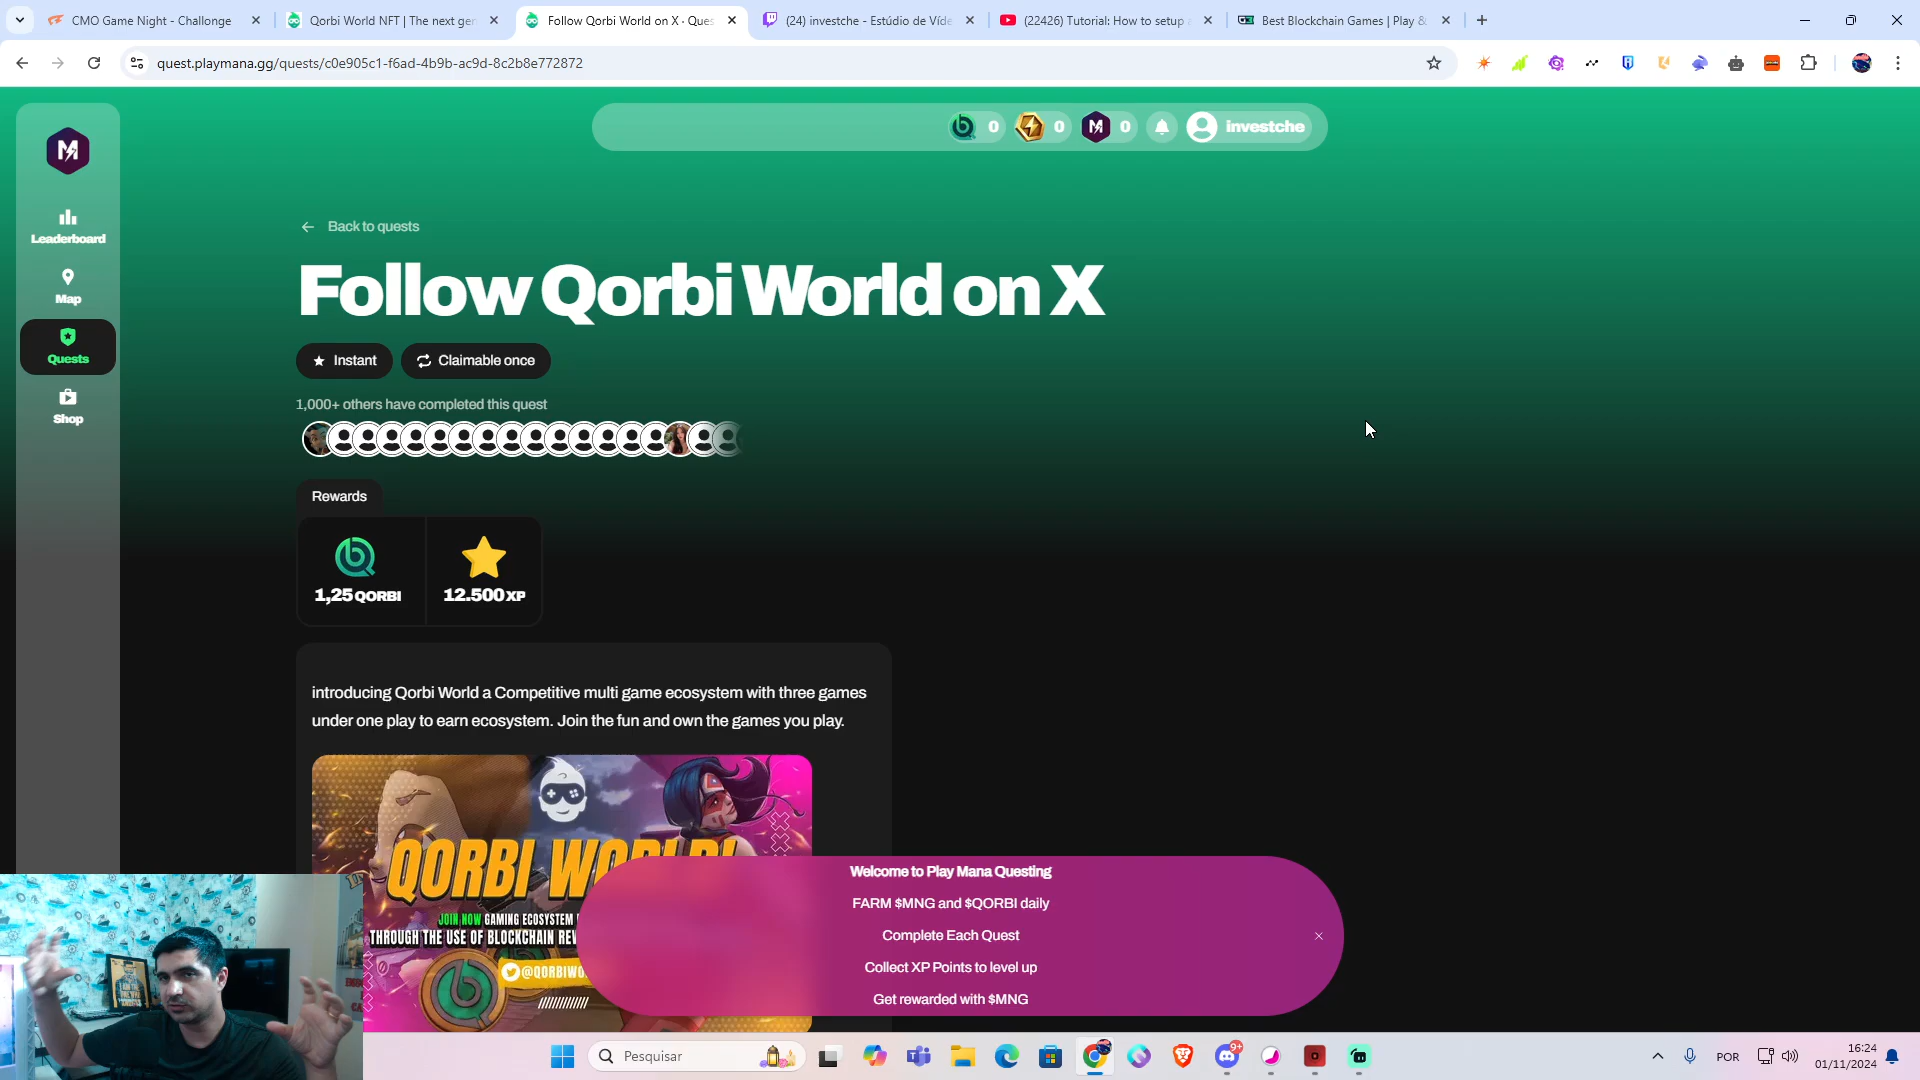 CMO Game Night - Challonge
Qorbi World NFT | The next gen
Follow Qorbi World on X · Ques
(24) investche - Estúdio de Víde
(22426) Tutorial: How to setup a
Best Blockchain Games | Play &
quest.playmana.gg/quests/c0e905c1-f6ad-4b9b-ac9d-8c2b8e772872
0
0
0
investche
Leaderboard
Map
Quests
Shop
Back to quests
Follow Qorbi World on X
Instant
Claimable once
1,000+ others have completed this quest
Rewards
1,25 QORBI
12.500 XP
introducing Qorbi World a Competitive multi game ecosystem with three games
under one play to earn ecosystem. Join the fun and own the games you play.
JOIN NOW GAMING ECOSYSTEM
THROUGH THE USE OF BLOCKCHAIN
Welcome to Play Mana Questing
FARM $MNG and $QORBI daily
Complete Each Quest
Collect XP Points to level up
Get rewarded with $MNG
Pesquisar
9+
POR
16:24
01/11/2024